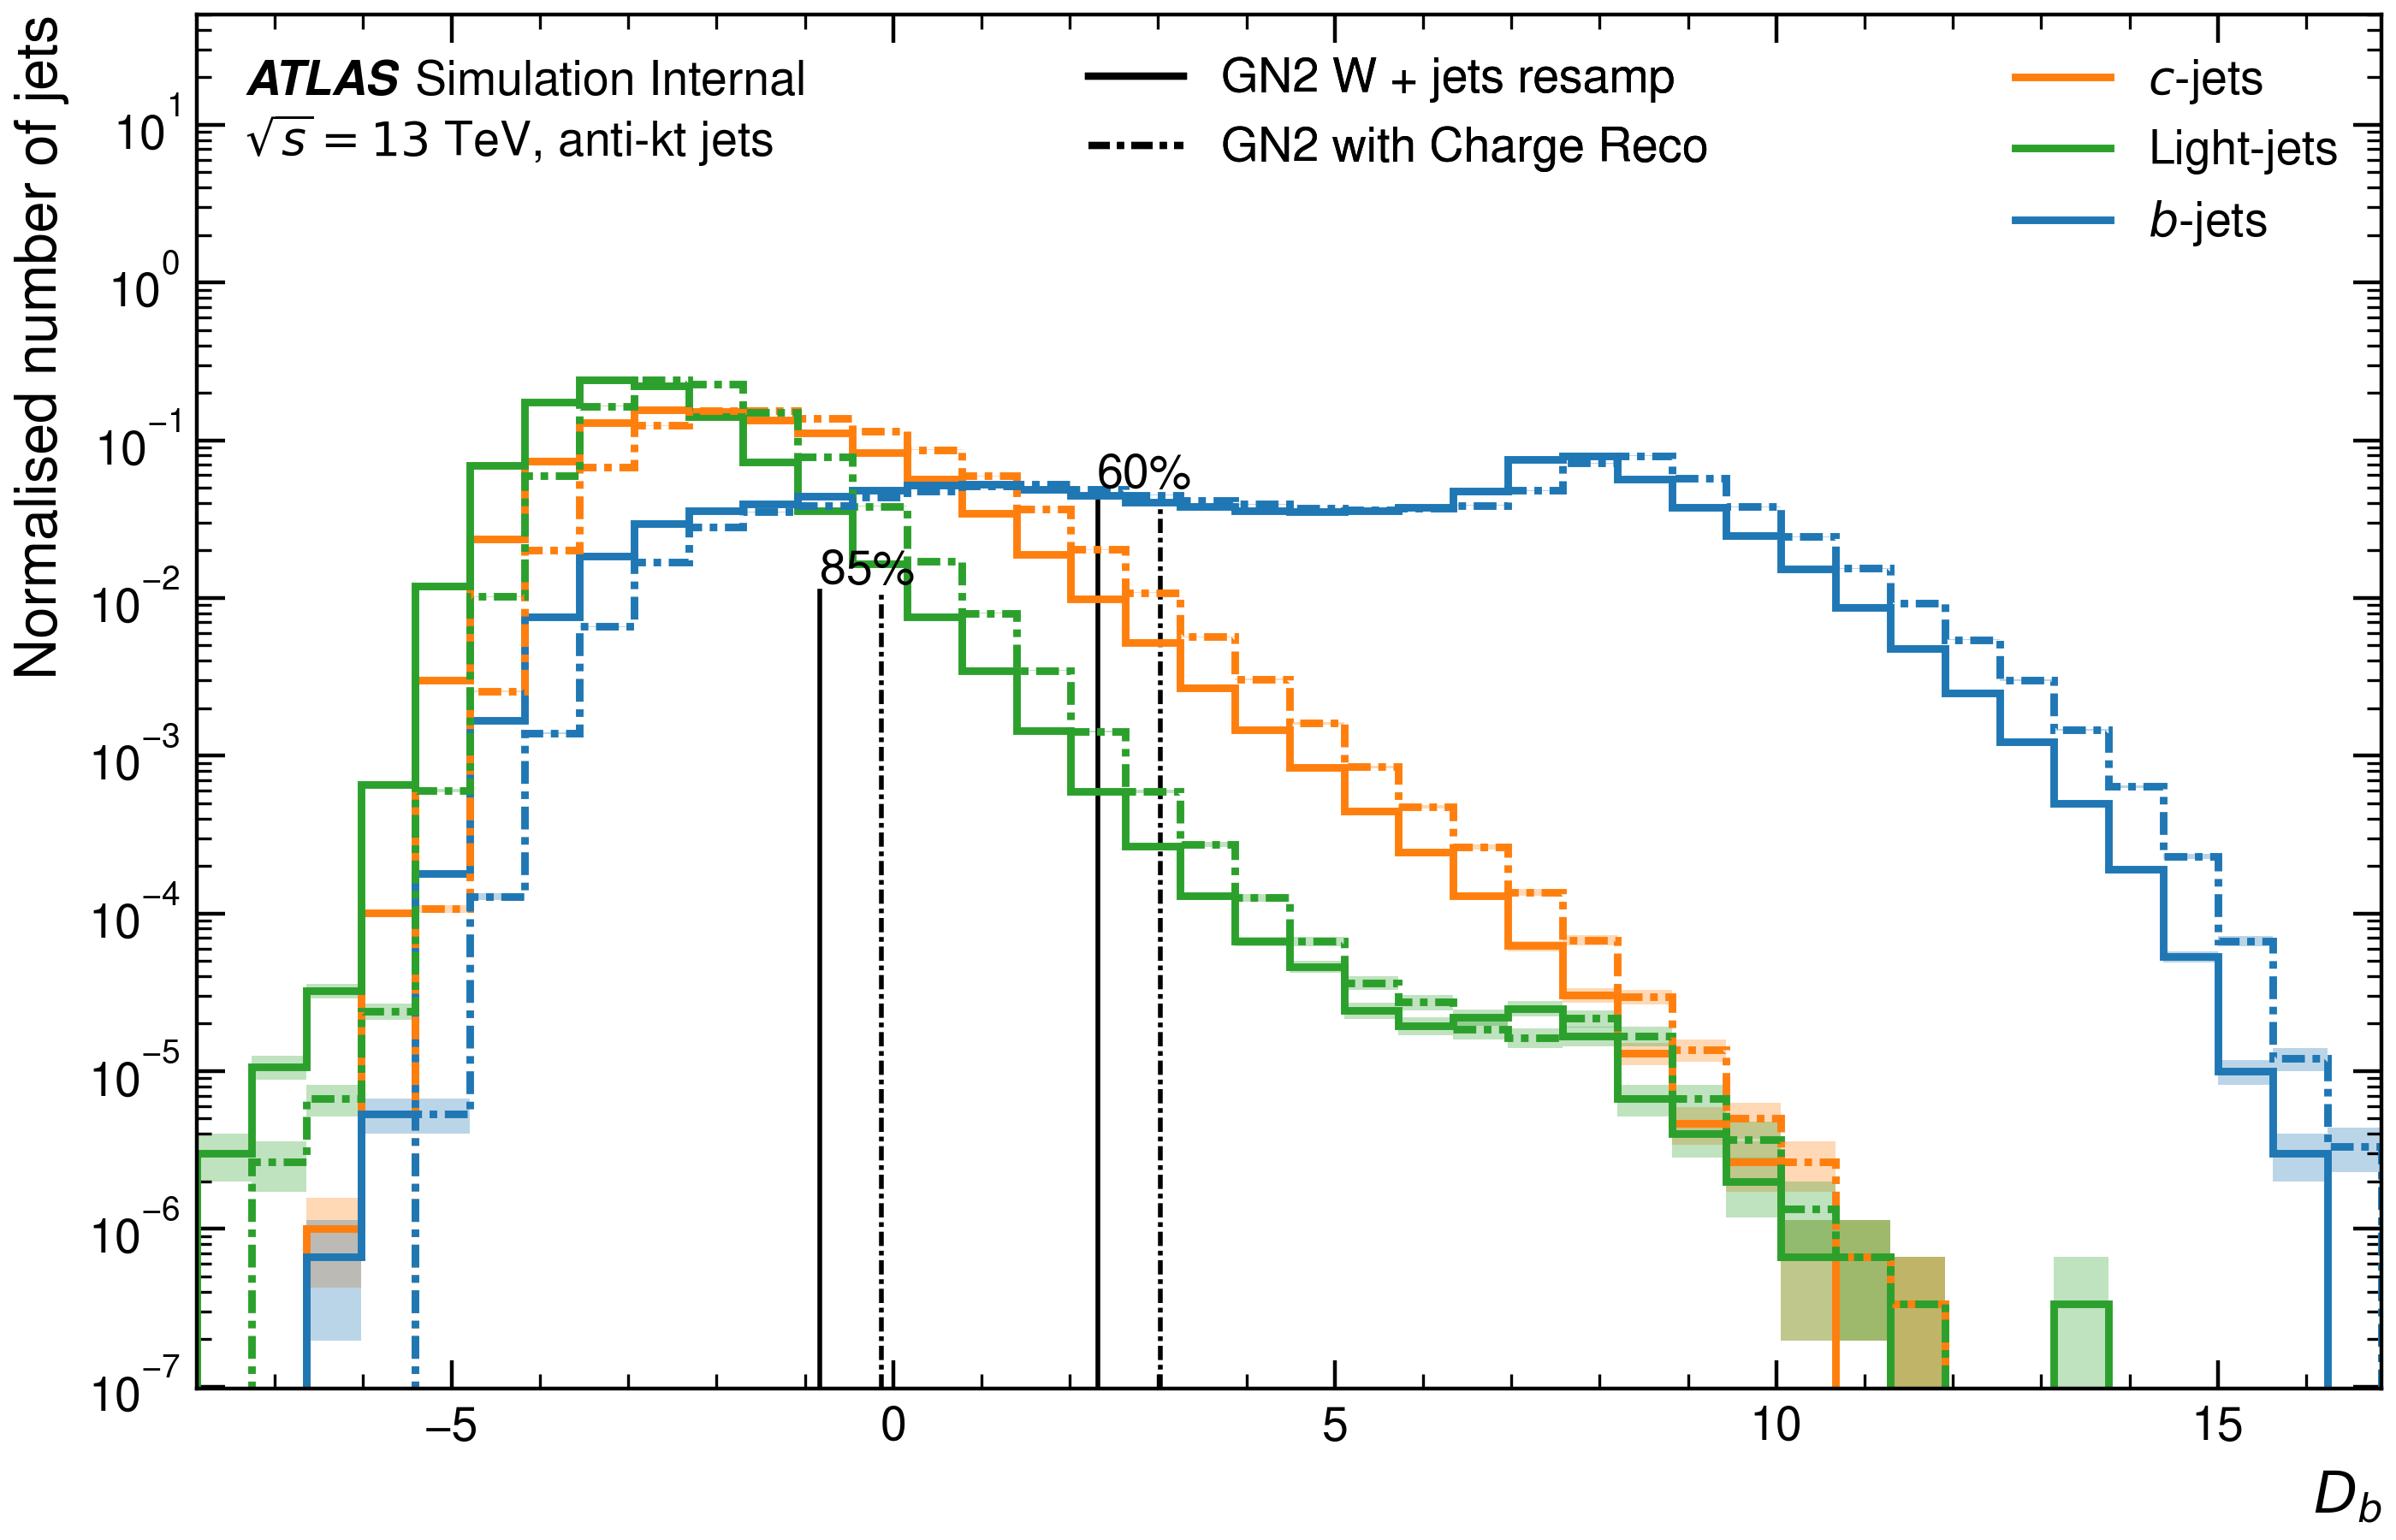 Normalised number of jets
ATLAS Simulation Internal
√s = 13 TeV, anti-kt jets
GN2 W + jets resamp
GN2 with Charge Reco
c-jets
Light-jets
b-jets
10^1
10^0
10^−1
10^−2
10^−3
10^−4
10^−5
10^−6
10^−7
60%
85%
−5
0
5
10
15
D_b